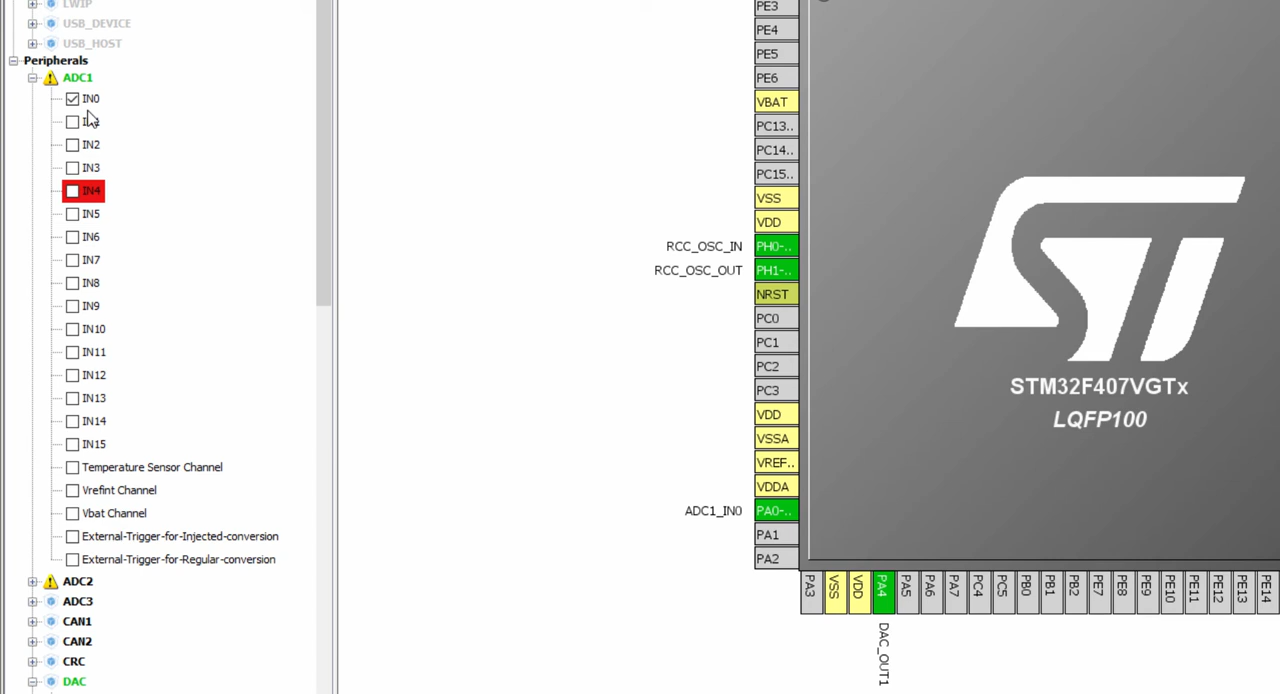 LWIP
USB_DEVICE
USB_HOST
Peripherals
ADC1
IN0
IN2
IN3
IN4
IN5
IN6
IN7
IN8
IN9
IN10
IN11
IN12
IN13
IN14
IN15
Temperature Sensor Channel
Vrefint Channel
Vbat Channel
External-Trigger-for-Injected-conversion
External-Trigger-for-Regular-conversion
ADC2
ADC3
CAN1
CAN2
CRC
DAC
PE3
PE4
PE5
PE6
VBAT
PC13..
PC14..
PC15..
VSS
VDD
RCC_OSC_IN PH0-..
RCC_OSC_OUT PH1-..
NRST
PC0
PC1
PC2
PC3
VDD
VSSA
VREF..
VDDA
ADC1_IN0 PA0-..
PA1
PA2
ST
STM32F407VGTx
LQFP100
PA3 VSS VDD PA4 PA5 PA6 PA7 PC4 PC5 PB0 PB1 PB2 PE7 PE8 PE9 PE10 PE11 PE12 PE13 PE14
DAC_OUT1